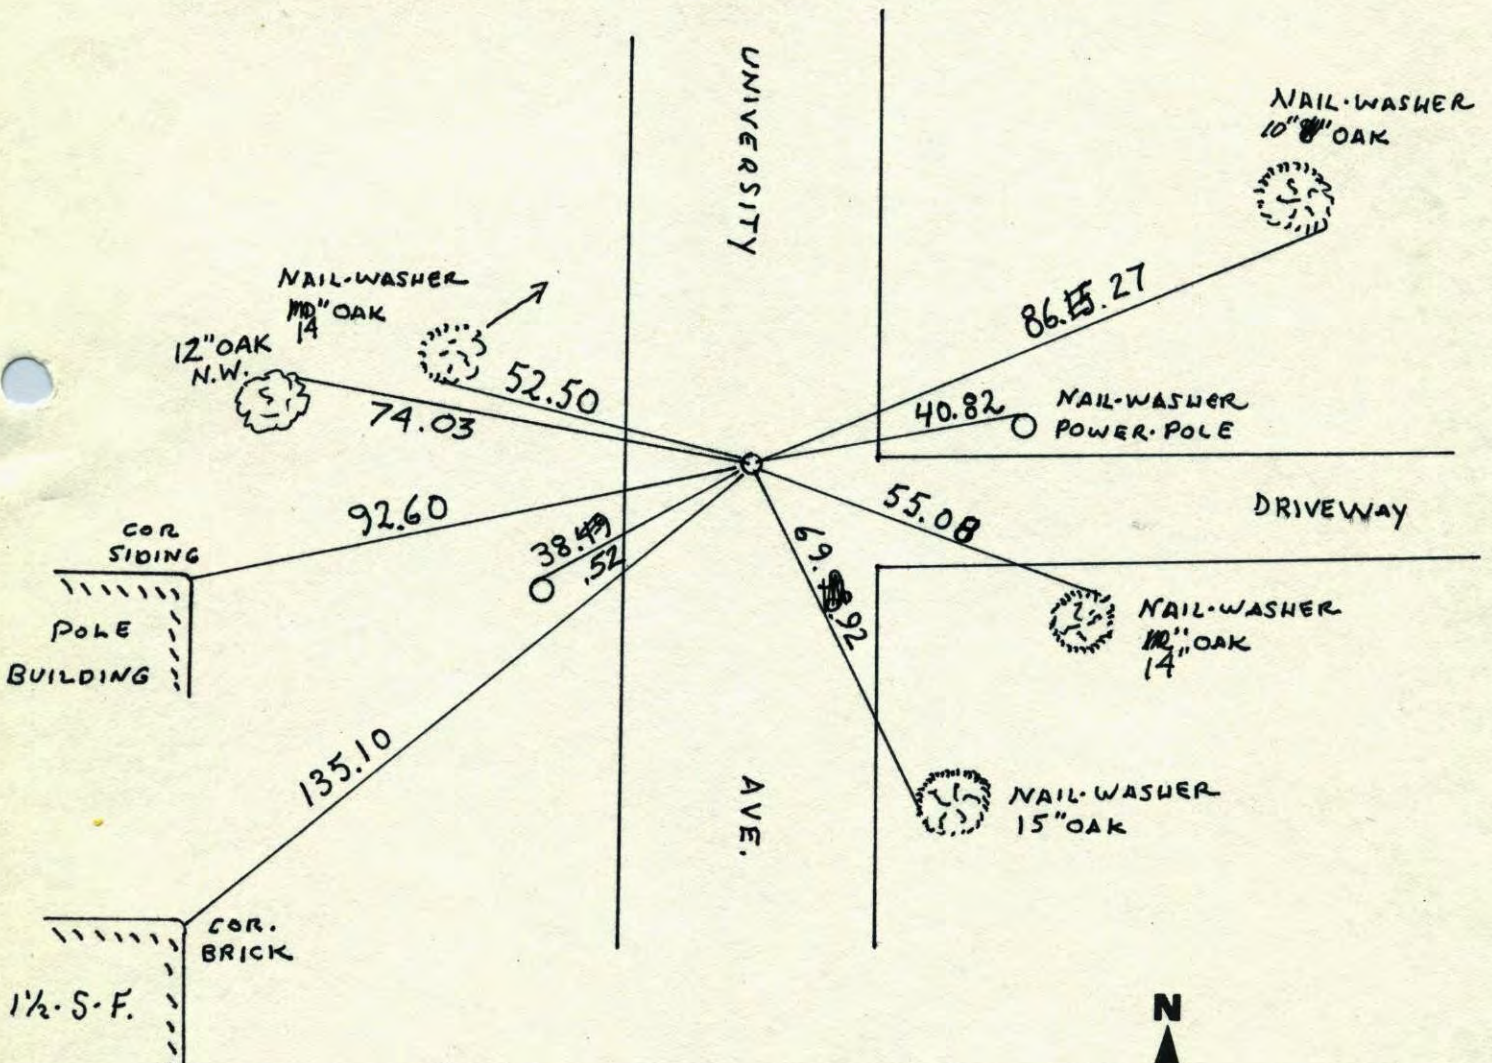 UNIVERSITY
NAIL-WASHER
10" OAK
NAIL-WASHER
14" OAK
12" OAK
N.W.
52.50
74.03
86. .27
40.82
NAIL-WASHER
POWER-POLE
92.60
38.49
.52
55.08
DRIVEWAY
69. .92
COR
SIDING
POLE
BUILDING
NAIL-WASHER
14" OAK
135.10
AVE.
NAIL-WASHER
15" OAK
COR.
BRICK
1½. S. F.
N